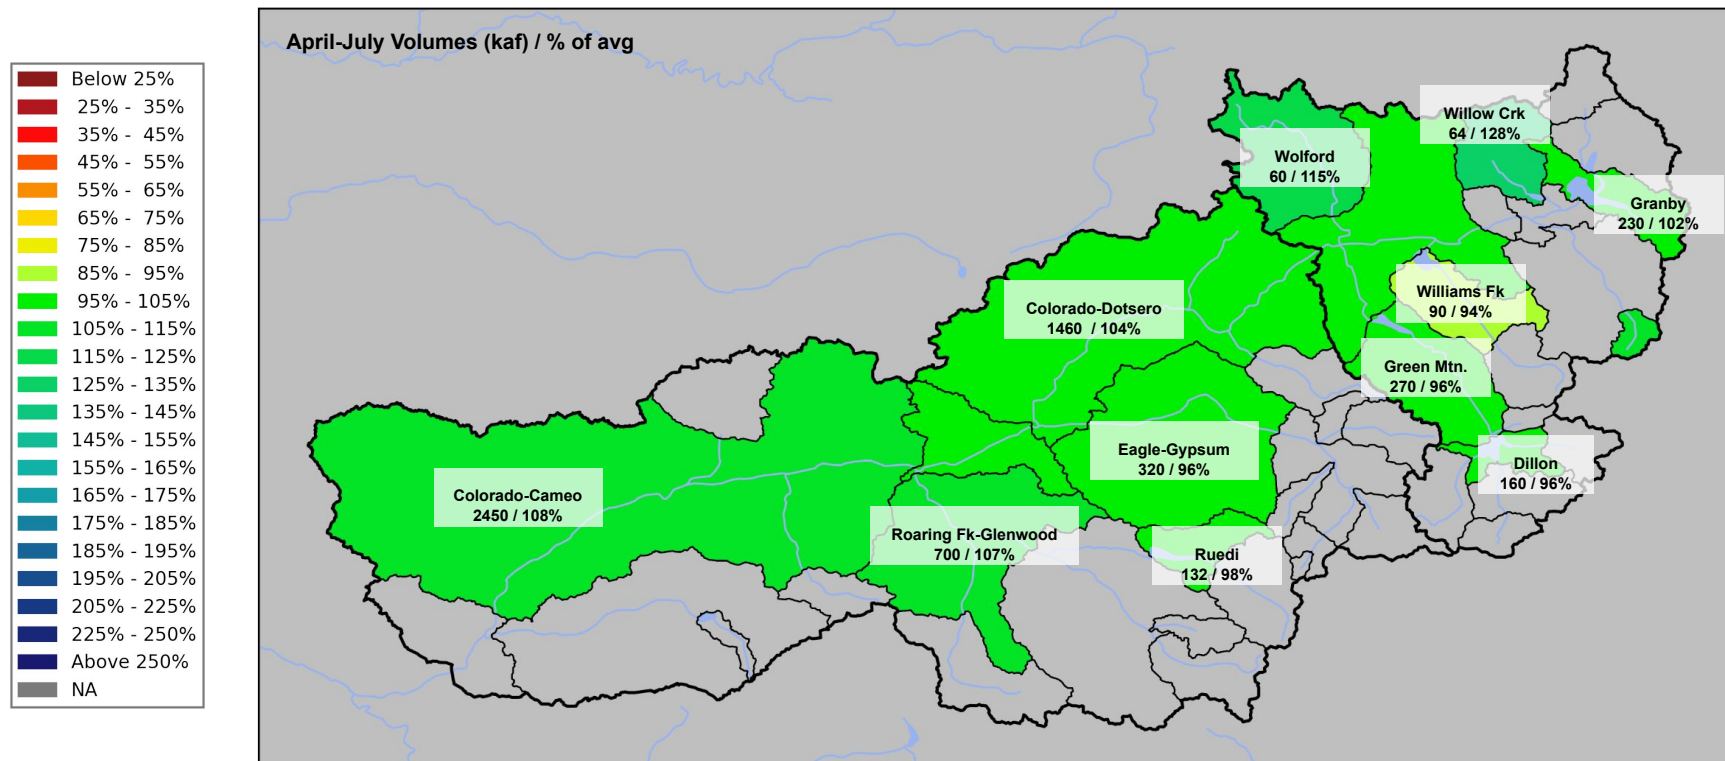 April-July Volumes (kaf) / % of avg
Below 25%
25% - 35%
35% - 45%
45% - 55%
55% - 65%
65% - 75%
75% - 85%
85% - 95%
95% - 105%
105% - 115%
115% - 125%
125% - 135%
135% - 145%
145% - 155%
155% - 165%
165% - 175%
175% - 185%
185% - 195%
195% - 205%
205% - 225%
225% - 250%
Above 250%
NA
Willow Crk
64 / 128%
Wolford
60 / 115%
Granby
230 / 102%
Williams Fk
90 / 94%
Colorado-Dotsero
1460 / 104%
Green Mtn.
270 / 96%
Eagle-Gypsum
320 / 96%
Dillon
160 / 96%
Colorado-Cameo
2450 / 108%
Roaring Fk-Glenwood
700 / 107%
Ruedi
132 / 98%